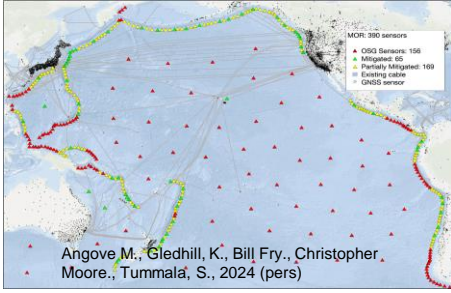 MOR: 390 sensors
OSG Sensors: 156
Mitigated: 65
Partially Mitigated: 169
Existing cable
GNSS sensor
Angove M., Gledhill, K., Bill Fry., Christopher
Moore., Tummala, S., 2024 (pers)